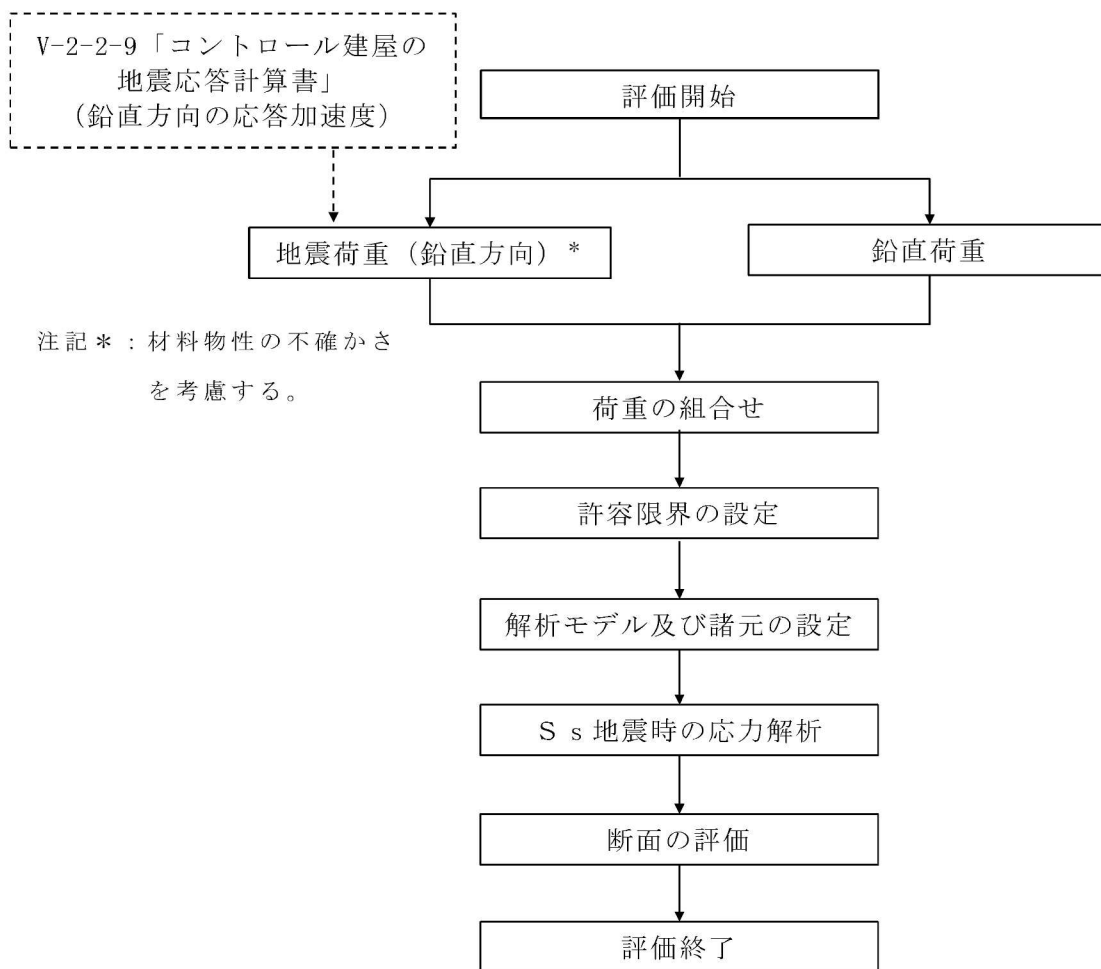 V-2-2-9「コントロール建屋の
地震応答計算書」
（鉛直方向の応答加速度）
評価開始
地震荷重（鉛直方向）*
鉛直荷重
注記＊：材料物性の不確かさ
を考慮する。
荷重の組合せ
許容限界の設定
解析モデル及び諸元の設定
Ｓｓ地震時の応力解析
断面の評価
評価終了